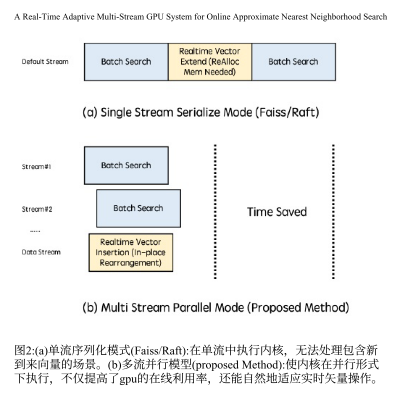 A Real-Time Adaptive Multi-Stream GPU System for Online Approximate Nearest Neighborhood Search
Default Stream
Batch Search
Realtime Vector
Extend (ReAlloc
Mem Needed)
Batch Search
(a) Single Stream Serialize Mode (Faiss/Raft)
Stream#1
Batch Search
Stream#2
Batch Search
......
Data Stream
Realtime Vector
Insertion (In-place
Rearrangement)
Time Saved
(b) Multi Stream Parallel Mode (Proposed Method)
图2:(a)单流序列化模式(Faiss/Raft):在单流中执行内核，无法处理包含新
到来向量的场景。(b)多流并行模型(proposed Method):使内核在并行形式
下执行，不仅提高了gpu的在线利用率，还能自然地适应实时矢量操作。